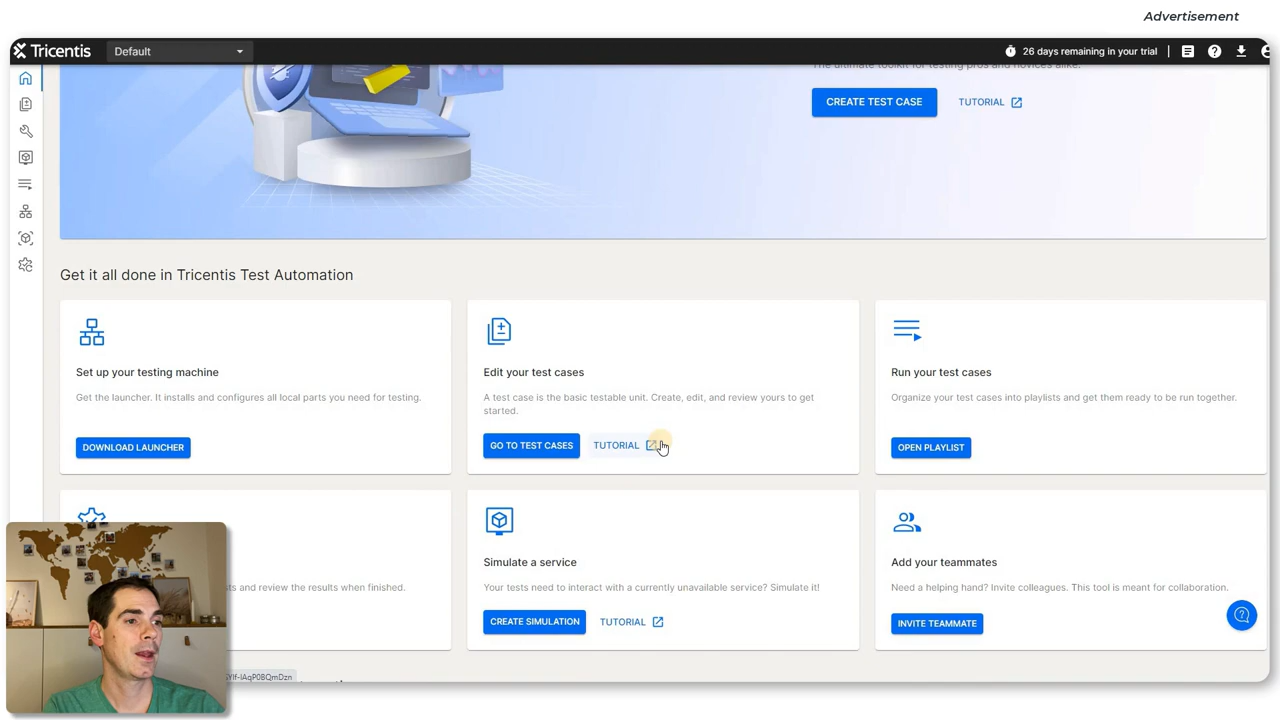 Advertisement
Tricentis
Default
26 days remaining in your trial
The ultimate toolkit for testing pros and novices alike.
CREATE TEST CASE
TUTORIAL
Get it all done in Tricentis Test Automation
Set up your testing machine
Get the launcher. It installs and configures all local parts you need for testing.
DOWNLOAD LAUNCHER
Edit your test cases
A test case is the basic testable unit. Create, edit, and review yours to get
started.
GO TO TEST CASES
TUTORIAL
Run your test cases
Organize your test cases into playlists and get them ready to be run together.
OPEN PLAYLIST
ts and review the results when finished.
Simulate a service
Your tests need to interact with a currently unavailable service? Simulate it!
CREATE SIMULATION
TUTORIAL
Add your teammates
Need a helping hand? Invite colleagues. This tool is meant for collaboration.
INVITE TEAMMATE